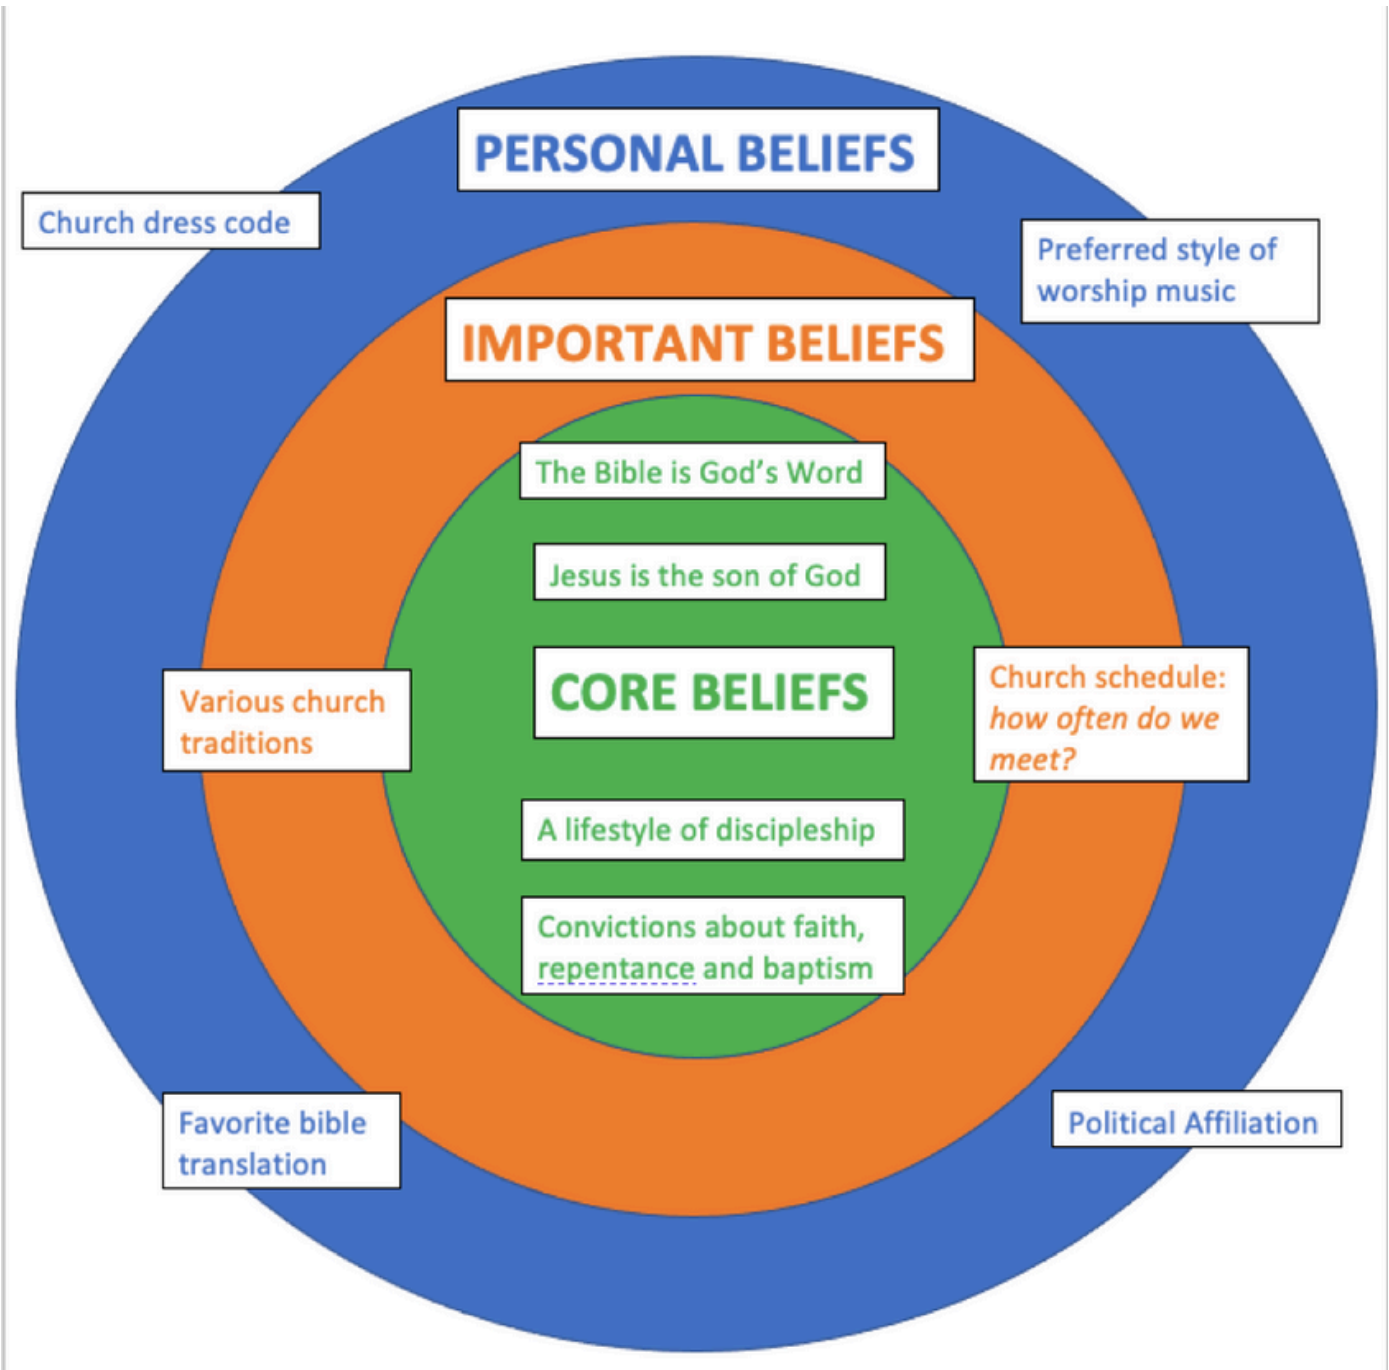 PERSONAL BELIEFS
Church dress code
Preferred style of
worship music
IMPORTANT BELIEFS
The Bible is God’s Word
Jesus is the son of God
CORE BELIEFS
Various church
traditions
Church schedule:
how often do we
meet?
A lifestyle of discipleship
Convictions about faith,
repentance and baptism
Favorite bible
translation
Political Affiliation